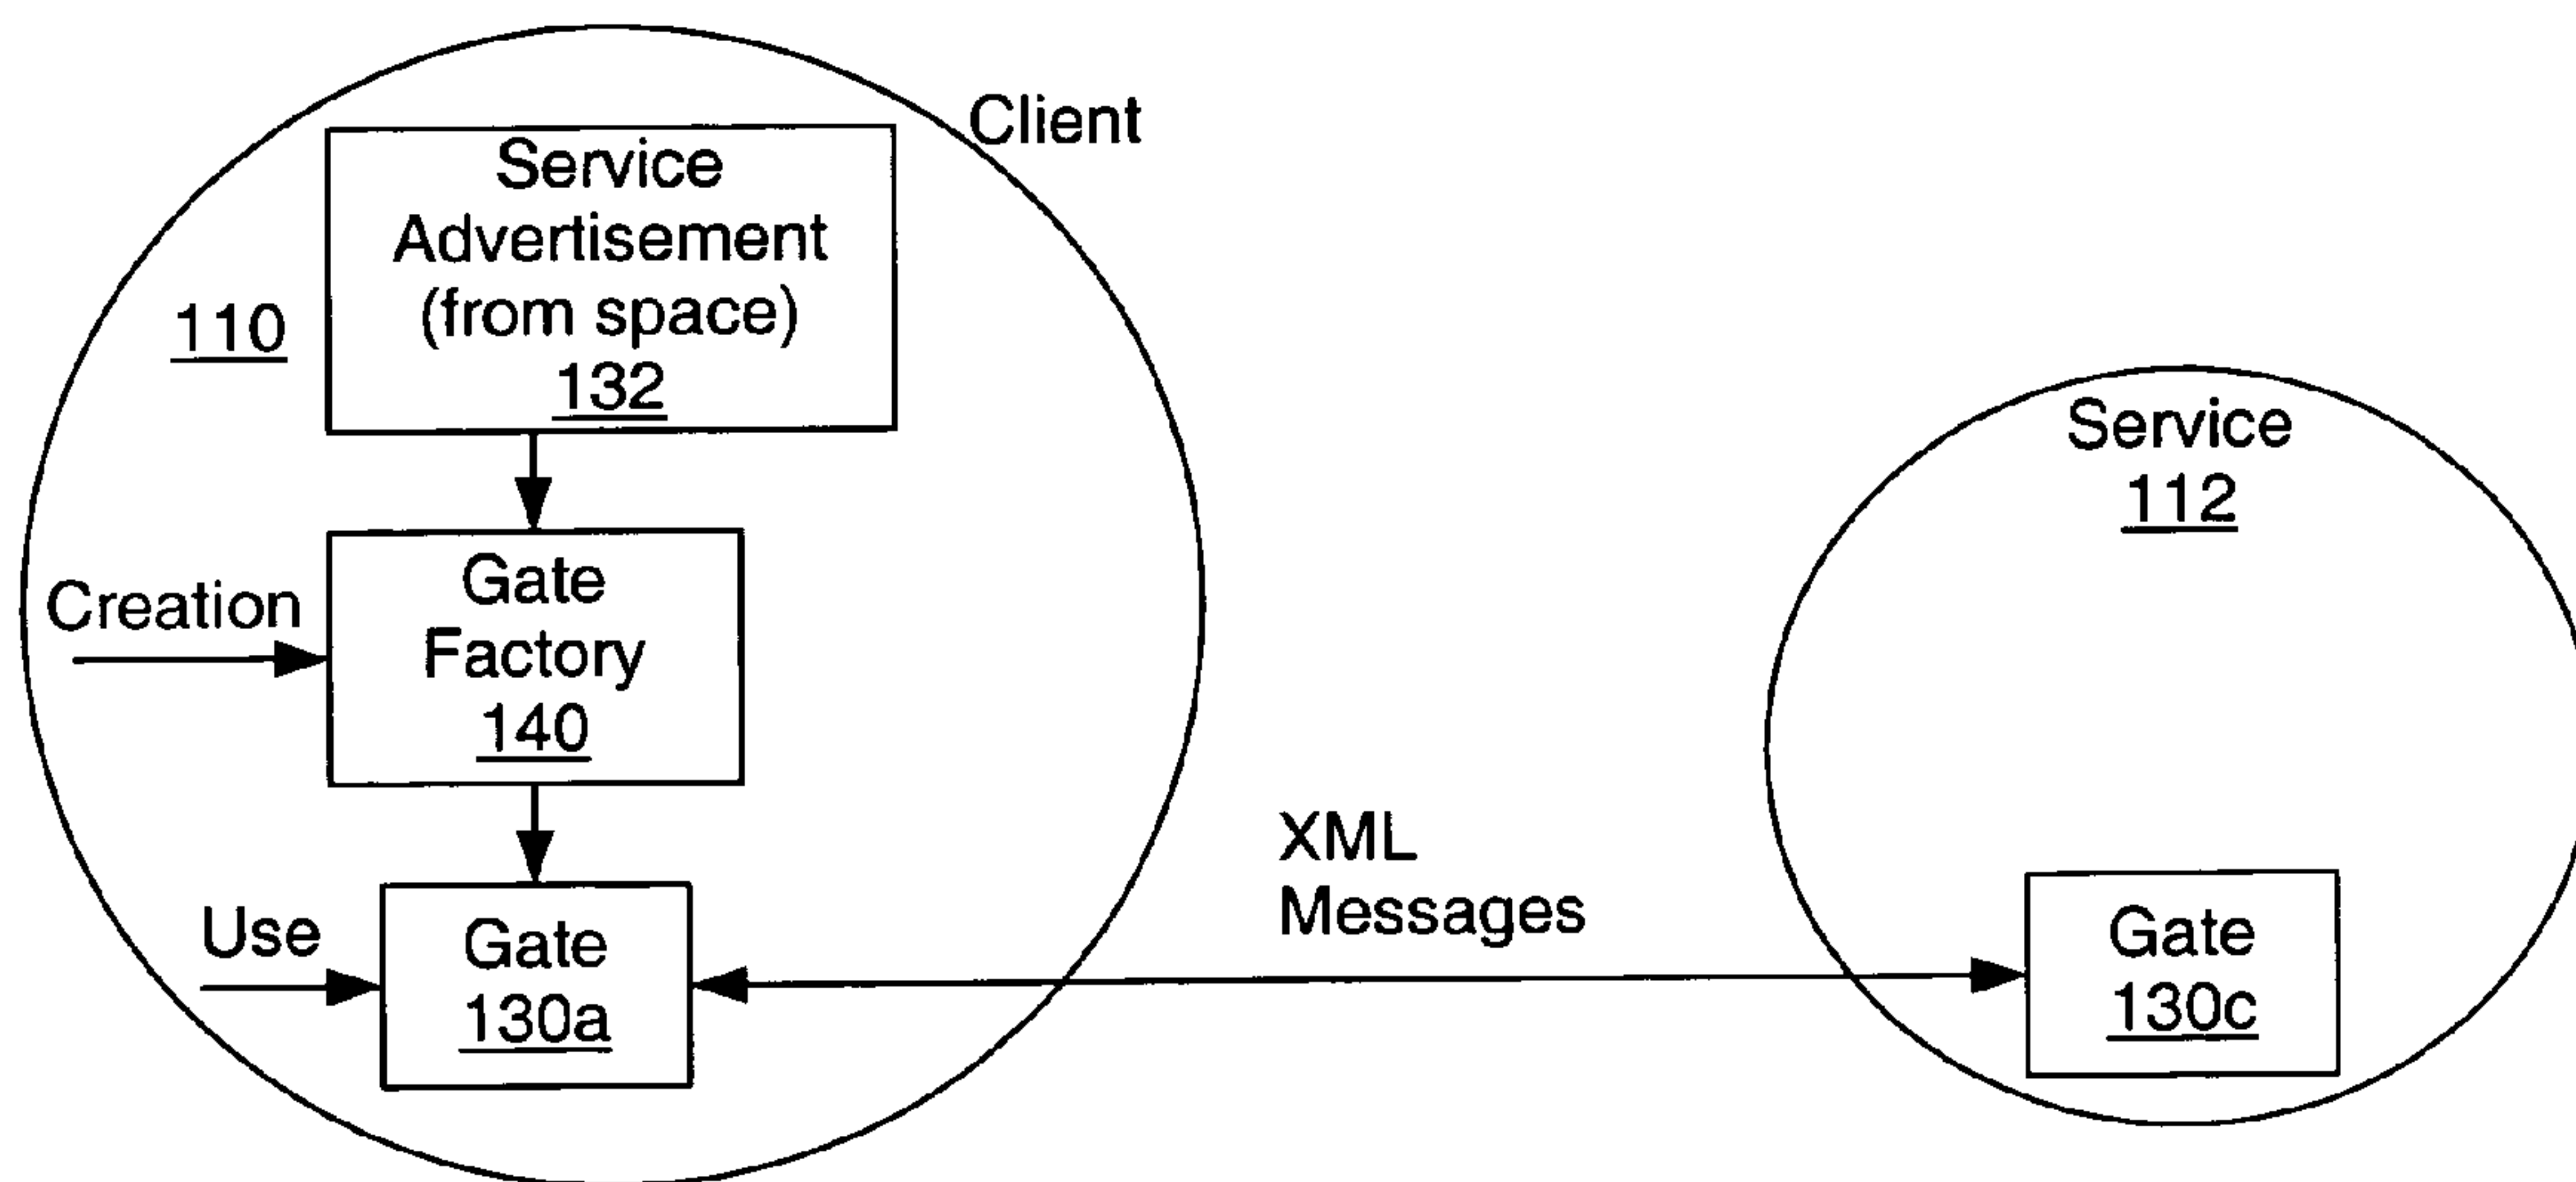 Client
Service
Advertisement
(from space)
132
110
Gate
Factory
140
Creation
Use
Gate
130a
XML
Messages
Service
112
Gate
130c